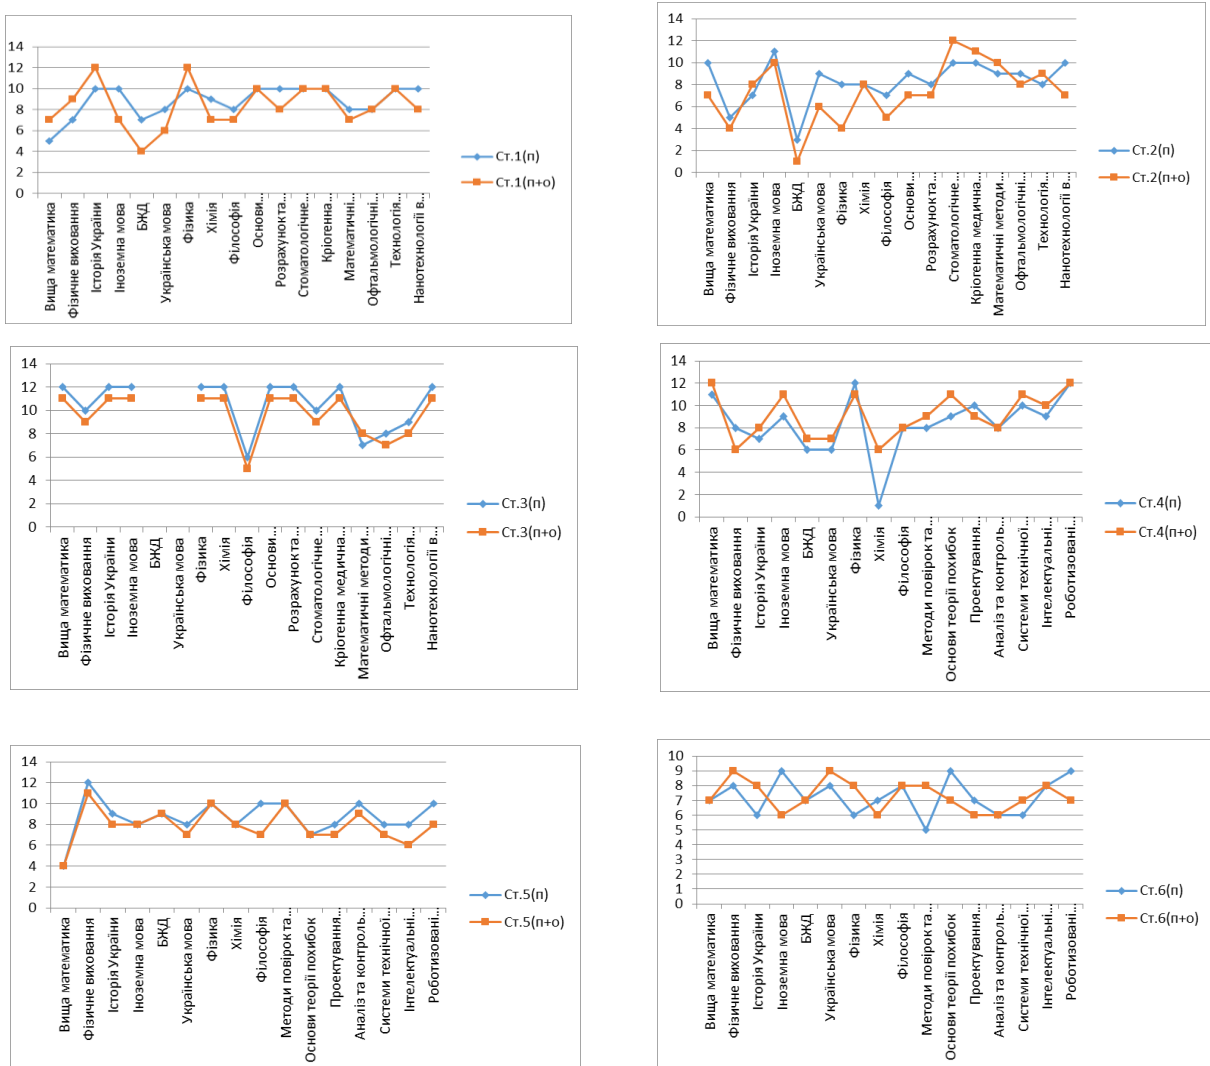 14
12
10
8
6
4
2
0
Вища математика
Фізичне виховання
Історія України
Іноземна мова
БЖД
Українська мова
Фізика
Хімія
Філософія
Основи…
Розрахунок та…
Стоматологічне…
Кріогенна…
Математичні…
Офтальмологічні…
Технологія…
Нанотехнології в…
Ст.1(п)
Ст.1(п+о)
14
12
10
8
6
4
2
0
Вища математика
Фізичне виховання
Історія України
Іноземна мова
БЖД
Українська мова
Фізика
Хімія
Філософія
Основи…
Розрахунок та…
Стоматологічне…
Кріогенна медична…
Математичні методи…
Офтальмологічні…
Технологія…
Нанотехнології в…
Ст.2(п)
Ст.2(п+о)
14
12
10
8
6
4
2
0
Вища математика
Фізичне виховання
Історія України
Іноземна мова
БЖД
Українська мова
Фізика
Хімія
Філософія
Основи…
Розрахунок та…
Стоматологічне…
Кріогенна медична…
Математичні методи…
Офтальмологічні…
Технологія…
Нанотехнології в…
Ст.3(п)
Ст.3(п+о)
14
12
10
8
6
4
2
0
Вища математика
Фізичне виховання
Історія України
Іноземна мова
БЖД
Українська мова
Фізика
Хімія
Філософія
Методи повірок та…
Основи теорії похибок
Проектування…
Аналіз та контроль…
Системи технічної…
Інтелектуальні…
Роботизовані…
Ст.4(п)
Ст.4(п+о)
14
12
10
8
6
4
2
0
Вища математика
Фізичне виховання
Історія України
Іноземна мова
БЖД
Українська мова
Фізика
Хімія
Філософія
Методи повірок та…
Основи теорії похибок
Проектування…
Аналіз та контроль…
Системи технічної…
Інтелектуальні…
Роботизовані…
Ст.5(п)
Ст.5(п+о)
10
9
8
7
6
5
4
3
2
1
0
Вища математика
Фізичне виховання
Історія України
Іноземна мова
БЖД
Українська мова
Фізика
Хімія
Філософія
Методи повірок та…
Основи теорії похибок
Проектування…
Аналіз та контроль…
Системи технічної…
Інтелектуальні…
Роботизовані…
Ст.6(п)
Ст.6(п+о)